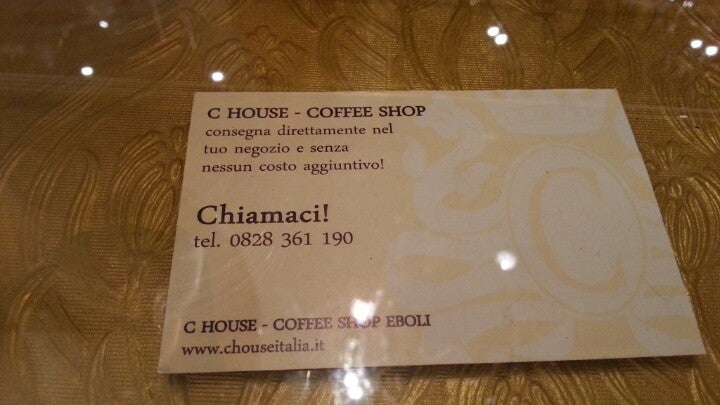 C HOUSE - COFFEE SHOP
consegna direttamente nel
tuo negozio e senza
nessun costo aggiuntivo!
Chiamaci!
tel. 0828 361 190
C HOUSE - COFFEE SHOP EBOLI
www.chouseitalia.it
C